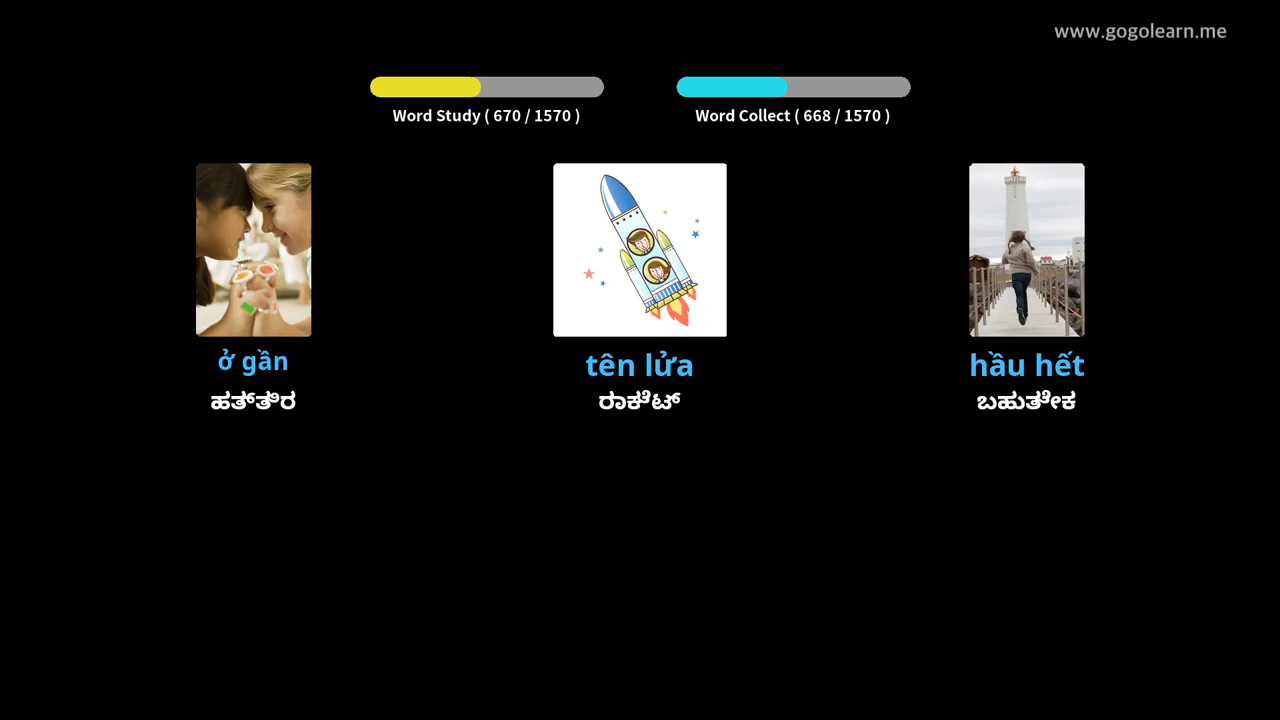 www.gogolearn.me
Word Study ( 670 / 1570 )
Word Collect ( 668 / 1570 )
ở gần
tên lửa
hầu hết
ಹತ್ತಿರ
ರಾಕೆಟ್
ಬಹುತೇಕ